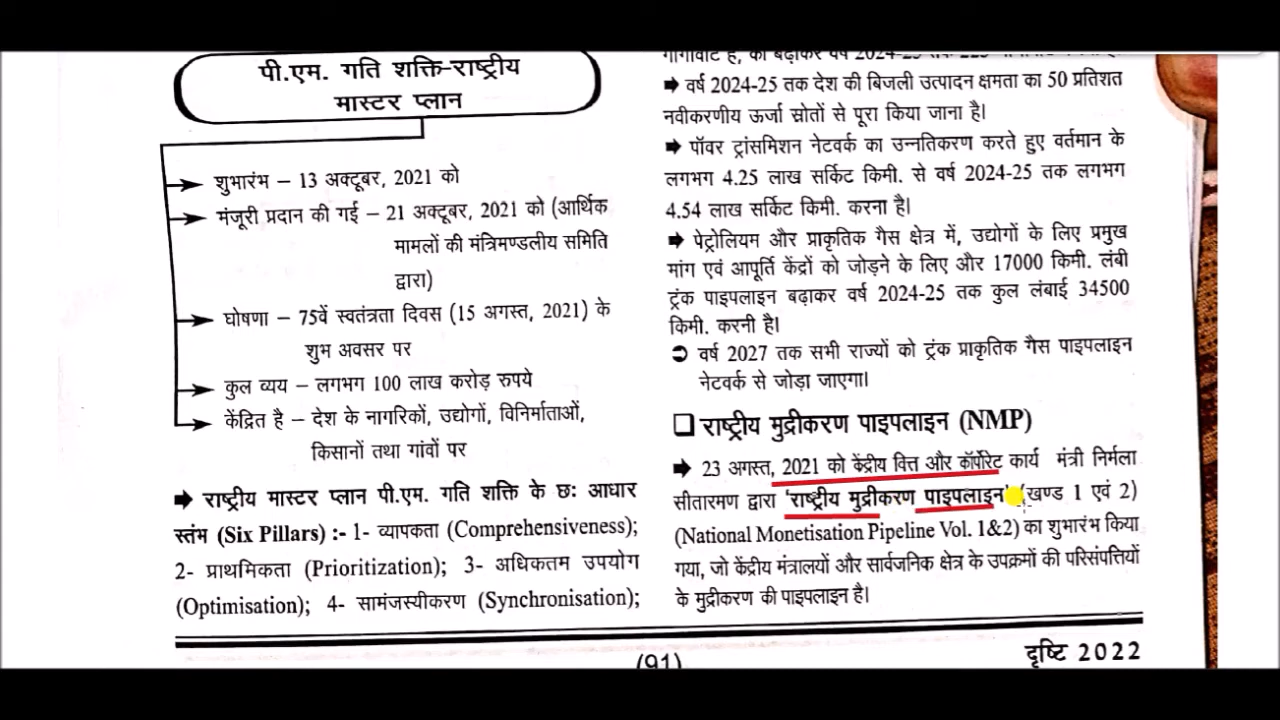 पी.एम. गति शक्ति-राष्ट्रीय
मास्टर प्लान
शुभारंभ – 13 अक्टूबर, 2021 को
मंजूरी प्रदान की गई – 21 अक्टूबर, 2021 को (आर्थिक
मामलों की मंत्रिमण्डलीय समिति
द्वारा)
घोषणा – 75वें स्वतंत्रता दिवस (15 अगस्त, 2021) के
शुभ अवसर पर
कुल व्यय – लगभग 100 लाख करोड़ रुपये
केंद्रित है – देश के नागरिकों, उद्योगों, विनिर्माताओं,
किसानों तथा गांवों पर
राष्ट्रीय मास्टर प्लान पी.एम. गति शक्ति के छः आधार
स्तंभ (Six Pillars) :- 1- व्यापकता (Comprehensiveness);
2- प्राथमिकता (Prioritization); 3- अधिकतम उपयोग
(Optimisation); 4- सामंजस्यीकरण (Synchronisation);
है, को बढ़ाकर वर्ष 2024-25 तक
वर्ष 2024-25 तक देश की बिजली उत्पादन क्षमता का 50 प्रतिशत
नवीकरणीय ऊर्जा स्रोतों से पूरा किया जाना है।
पॉवर ट्रांसमिशन नेटवर्क का उन्नतिकरण करते हुए वर्तमान के
लगभग 4.25 लाख सर्किट किमी. से वर्ष 2024-25 तक लगभग
4.54 लाख सर्किट किमी. करना है।
पेट्रोलियम और प्राकृतिक गैस क्षेत्र में, उद्योगों के लिए प्रमुख
मांग एवं आपूर्ति केंद्रों को जोड़ने के लिए और 17000 किमी. लंबी
ट्रंक पाइपलाइन बढ़ाकर वर्ष 2024-25 तक कुल लंबाई 34500
किमी. करनी है।
वर्ष 2027 तक सभी राज्यों को ट्रंक प्राकृतिक गैस पाइपलाइन
नेटवर्क से जोड़ा जाएगा।
राष्ट्रीय मुद्रीकरण पाइपलाइन (NMP)
23 अगस्त, 2021 को केंद्रीय वित्त और कॉर्पोरेट कार्य मंत्री निर्मला
सीतारमण द्वारा 'राष्ट्रीय मुद्रीकरण पाइपलाइन' (खण्ड 1 एवं 2)
(National Monetisation Pipeline Vol. 1&2) का शुभारंभ किया
गया, जो केंद्रीय मंत्रालयों और सार्वजनिक क्षेत्र के उपक्रमों की परिसंपत्तियों
के मुद्रीकरण की पाइपलाइन है।
(91)
दृष्टि 2022